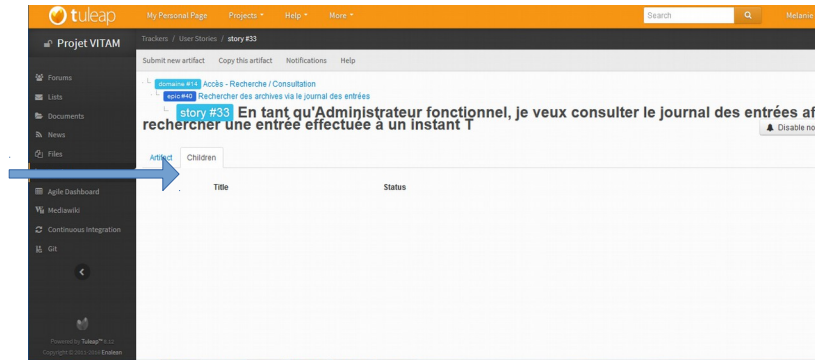 tuleap
My Personal Page Projects Help More Search Melanie
Projet VITAM
Trackers / User Stories / story #33
Submit new artifact Copy this artifact Notifications Help
domaine #14 Accès - Recherche / Consultation
epic #40 Rechercher des archives via le journal des entrées
story #33 En tant qu'Administrateur fonctionnel, je veux consulter le journal des entrées af
rechercher une entrée effectuée à un instant T
Disable no
Artifact Children
Title Status
Forums
Lists
Documents
News
Files
Agile Dashboard
Mediawiki
Continuous Integration
Git
Powered by Tuleap™
Copyright © Enalean